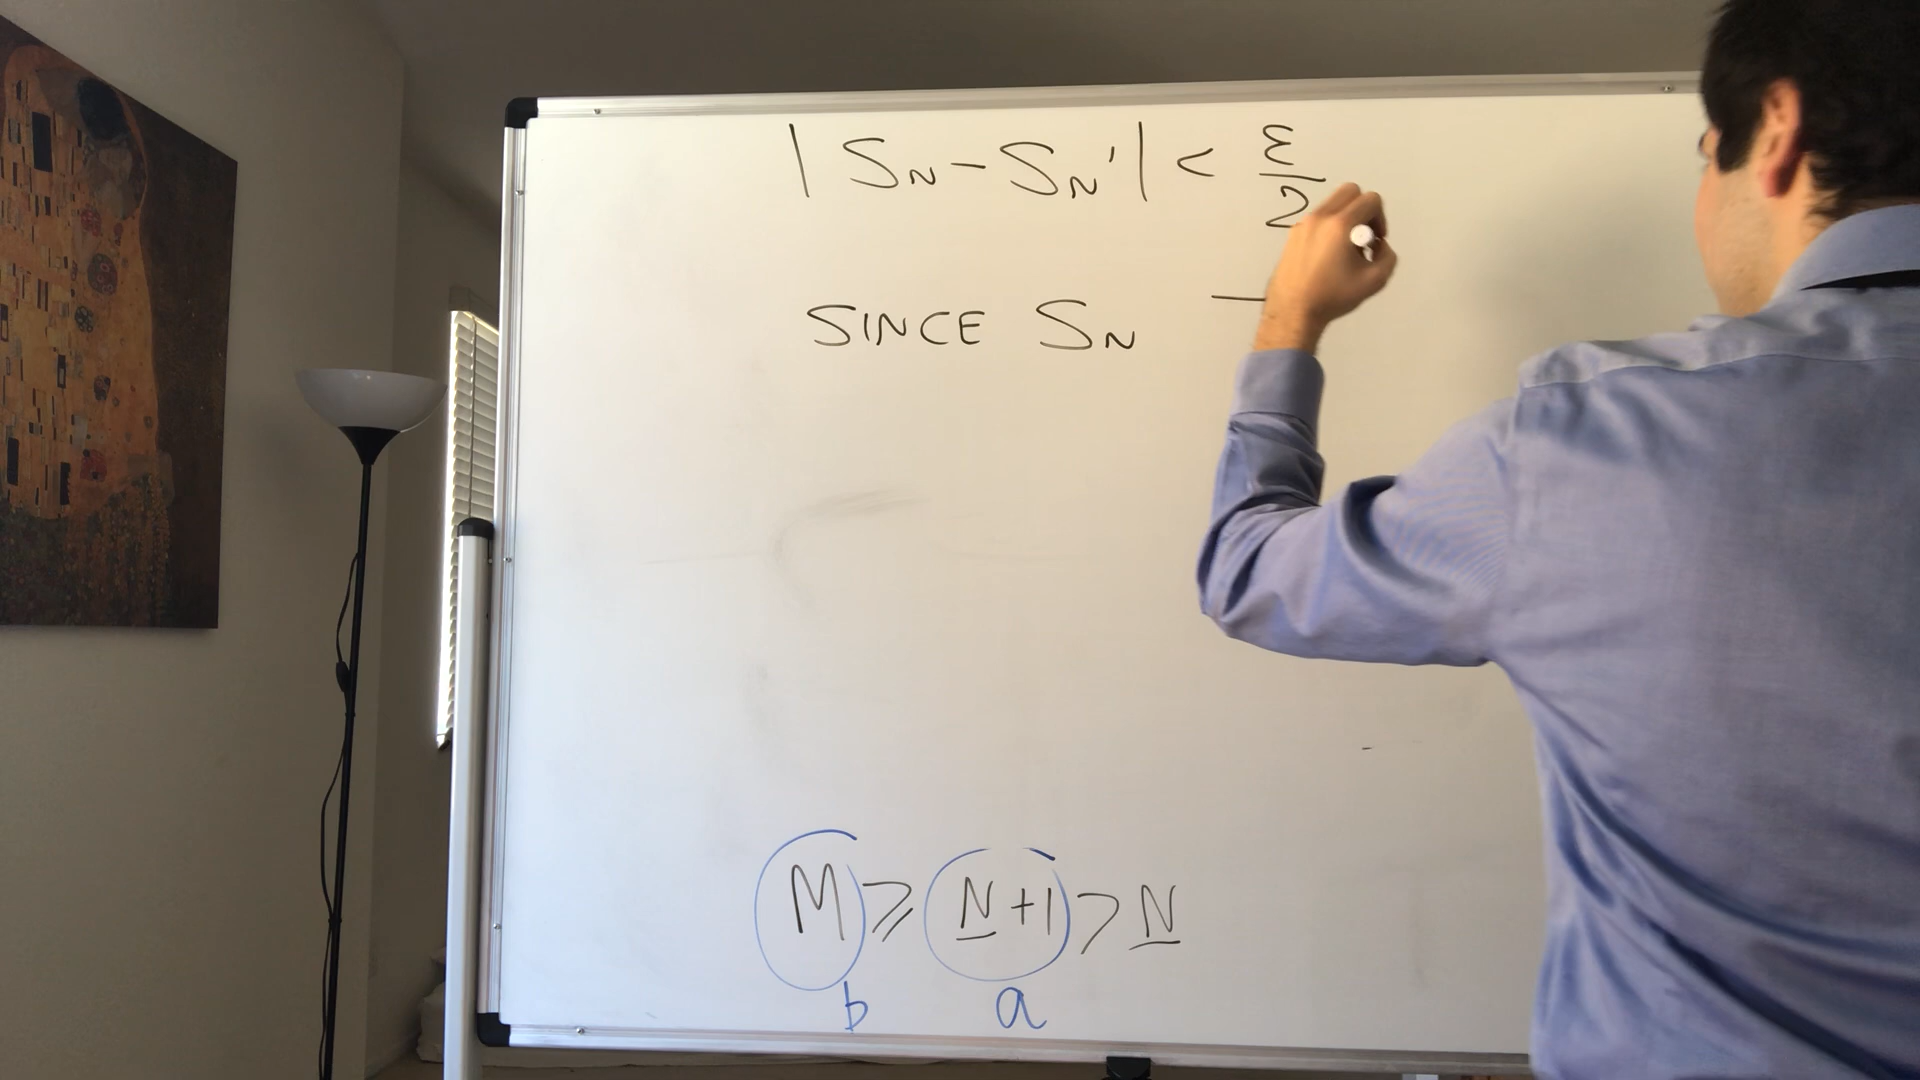 | SN - SN' | < ε/2
SINCE SN
M ⩾ N+1 > N
b a